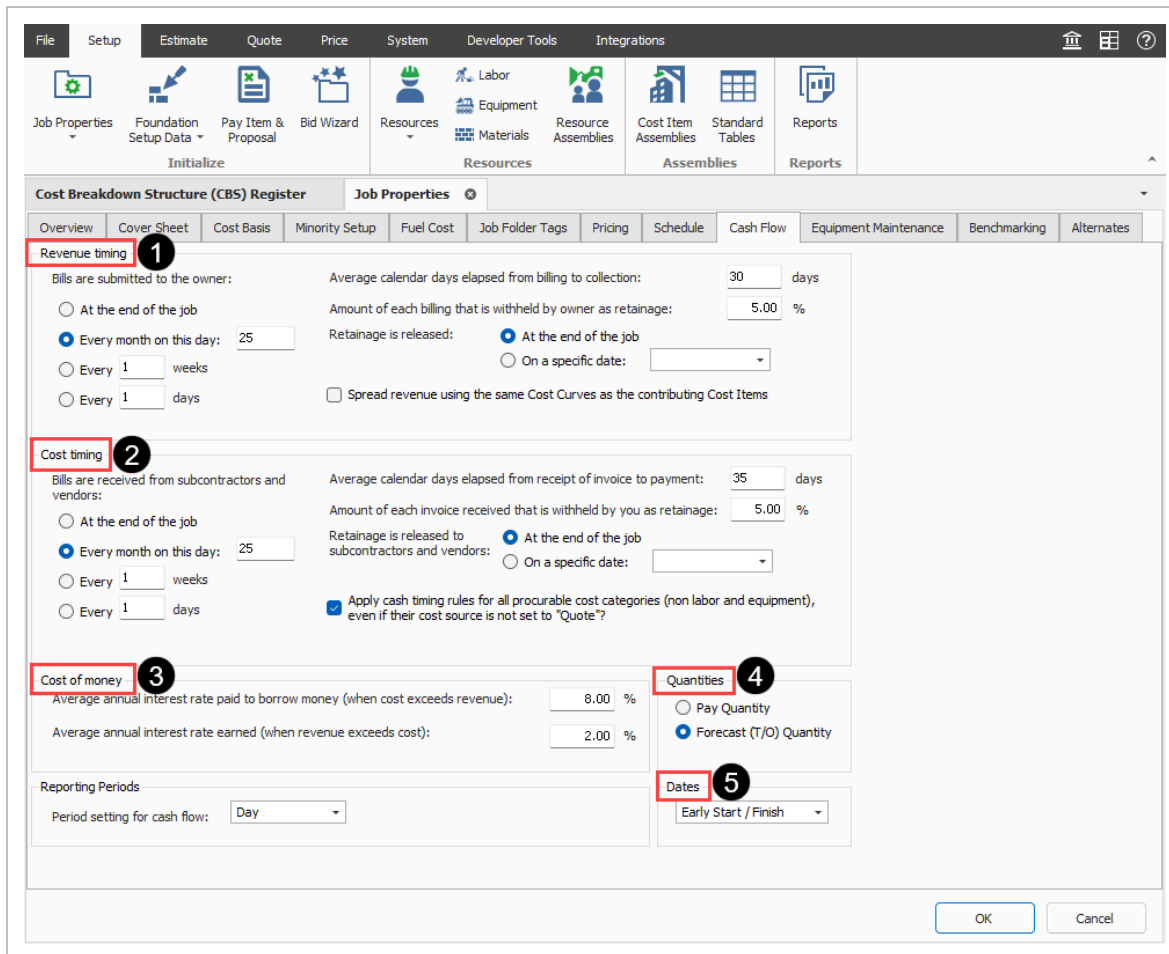 File Setup Estimate Quote Price System Developer Tools Integrations
Job Properties
Foundation
Setup Data
Pay Item &
Proposal
Bid Wizard
Initialize
Resources
Labor
Equipment
Materials
Resource
Assemblies
Resources
Cost Item
Assemblies
Standard
Tables
Assemblies
Reports
Reports
Cost Breakdown Structure (CBS) Register Job Properties
Overview Cover Sheet Cost Basis Minority Setup Fuel Cost Job Folder Tags Pricing Schedule Cash Flow Equipment Maintenance Benchmarking Alternates
Revenue timing 1
Bills are submitted to the owner:
At the end of the job
Every month on this day: 25
Every 1 weeks
Every 1 days
Average calendar days elapsed from billing to collection: 30 days
Amount of each billing that is withheld by owner as retainage: 5.00 %
Retainage is released: At the end of the job
On a specific date:
Spread revenue using the same Cost Curves as the contributing Cost Items
Cost timing 2
Bills are received from subcontractors and
vendors:
At the end of the job
Every month on this day: 25
Every 1 weeks
Every 1 days
Average calendar days elapsed from receipt of invoice to payment: 35 days
Amount of each invoice received that is withheld by you as retainage: 5.00 %
Retainage is released to
subcontractors and vendors:
At the end of the job
On a specific date:
Apply cash timing rules for all procurable cost categories (non labor and equipment),
even if their cost source is not set to "Quote"?
Cost of money 3
Average annual interest rate paid to borrow money (when cost exceeds revenue): 8.00 %
Average annual interest rate earned (when revenue exceeds cost): 2.00 %
Quantities 4
Pay Quantity
Forecast (T/O) Quantity
Reporting Periods
Period setting for cash flow: Day
Dates 5
Early Start / Finish
OK Cancel